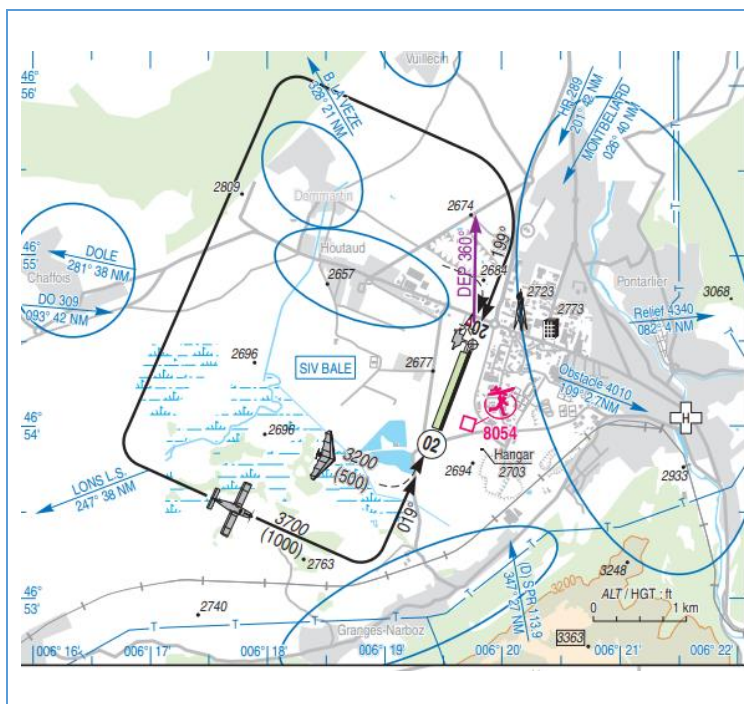 Vuillecin
46°
56'
B LA VEZE
328° 21 NM
HR 289
201° 42 NM
MONTBELIARD
026° 40 NM
2809
Dommartin
2674
199°
DEP 360°
46°
55'
DOLE
281° 38 NM
Chaffois
DO 309
093° 42 NM
Houtaud
2657
2684
2723
2773
Pontarlier
3068
Relief 4340
082° 4 NM
20
2696
SIV BALE
2677
Obstacle 4010
109° 2.7NM
H
46°
54'
2696
02
8054
3200
(500)
2694
Hangar
2703
2933
LONS L.S.
247° 38 NM
3700
(1000)
019°
2763
(D) SPR 113.9
347° 27 NM
3200
3248
ALT / HGT : ft
0
1 km
46°
53'
2740
T
T
T
T
T
T
T
T
Granges-Narboz
3363
006° 16'
006° 17'
006° 18'
006° 19'
006° 20'
006° 21'
006° 22'